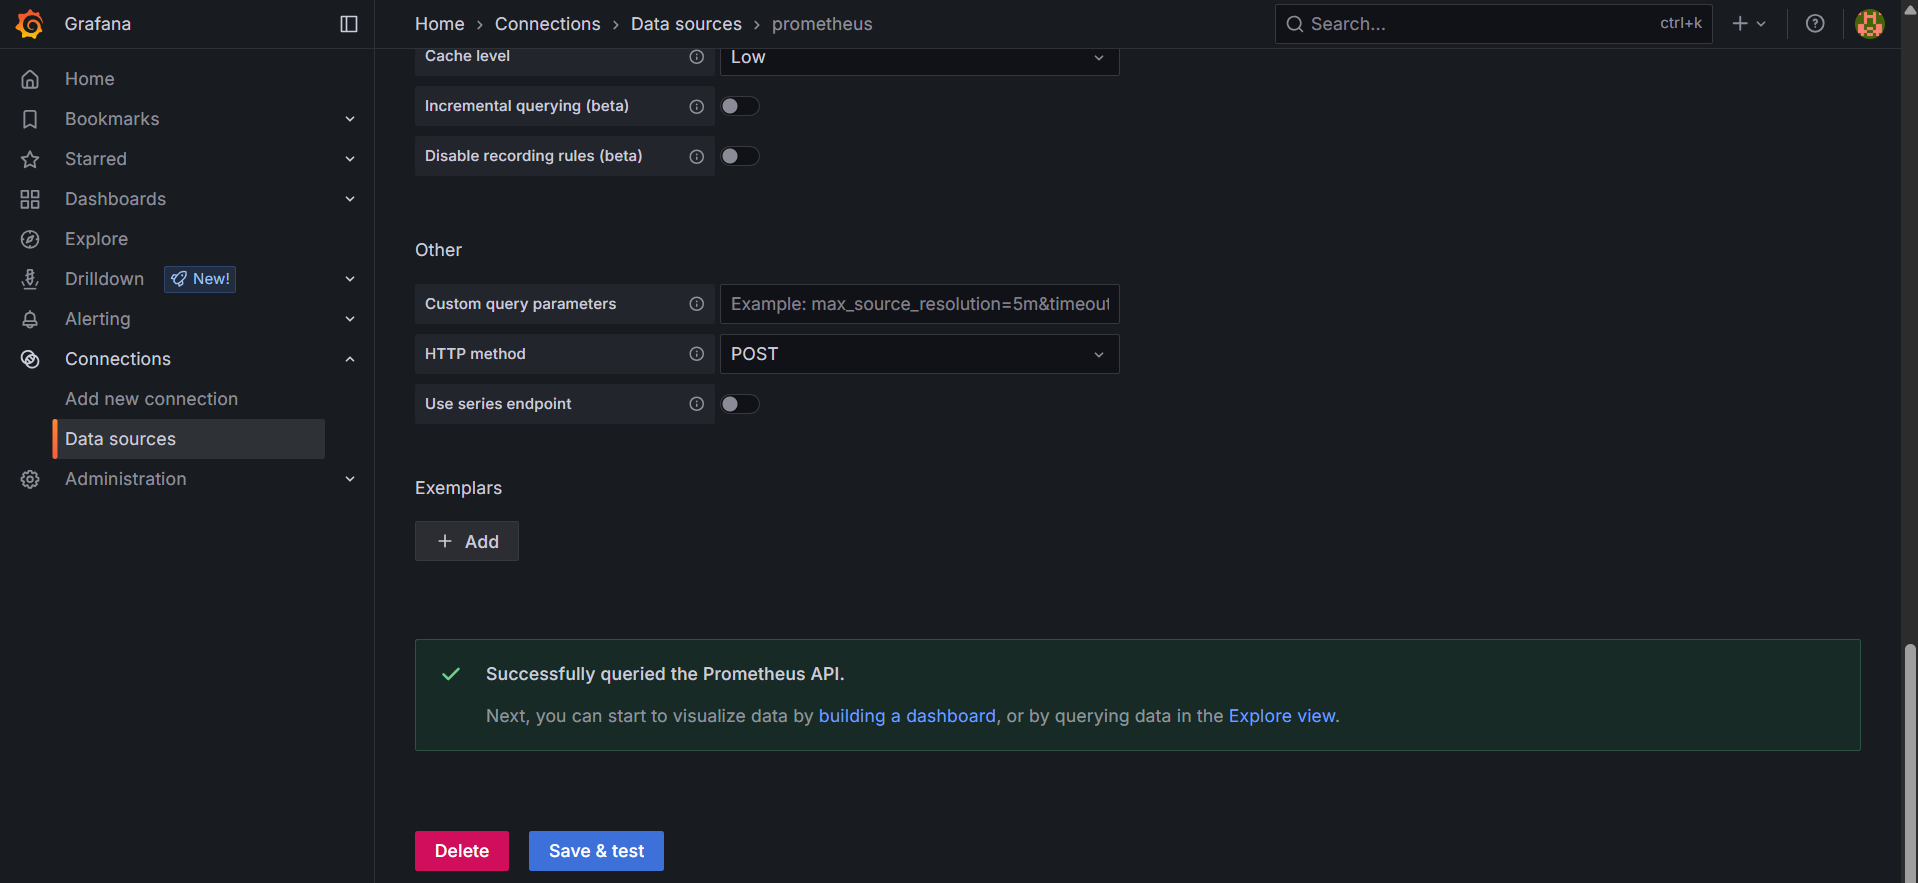 Grafana
Home
Connections
Data sources
prometheus
Search...
ctrl+k
Home
Bookmarks
Starred
Dashboards
Explore
Drilldown
New!
Alerting
Connections
Add new connection
Data sources
Administration
Cache level
Low
Incremental querying (beta)
Disable recording rules (beta)
Other
Custom query parameters
Example: max_source_resolution=5m&timeout
HTTP method
POST
Use series endpoint
Exemplars
Add
Successfully queried the Prometheus API.
Next, you can start to visualize data by building a dashboard, or by querying data in the Explore view.
Delete
Save & test